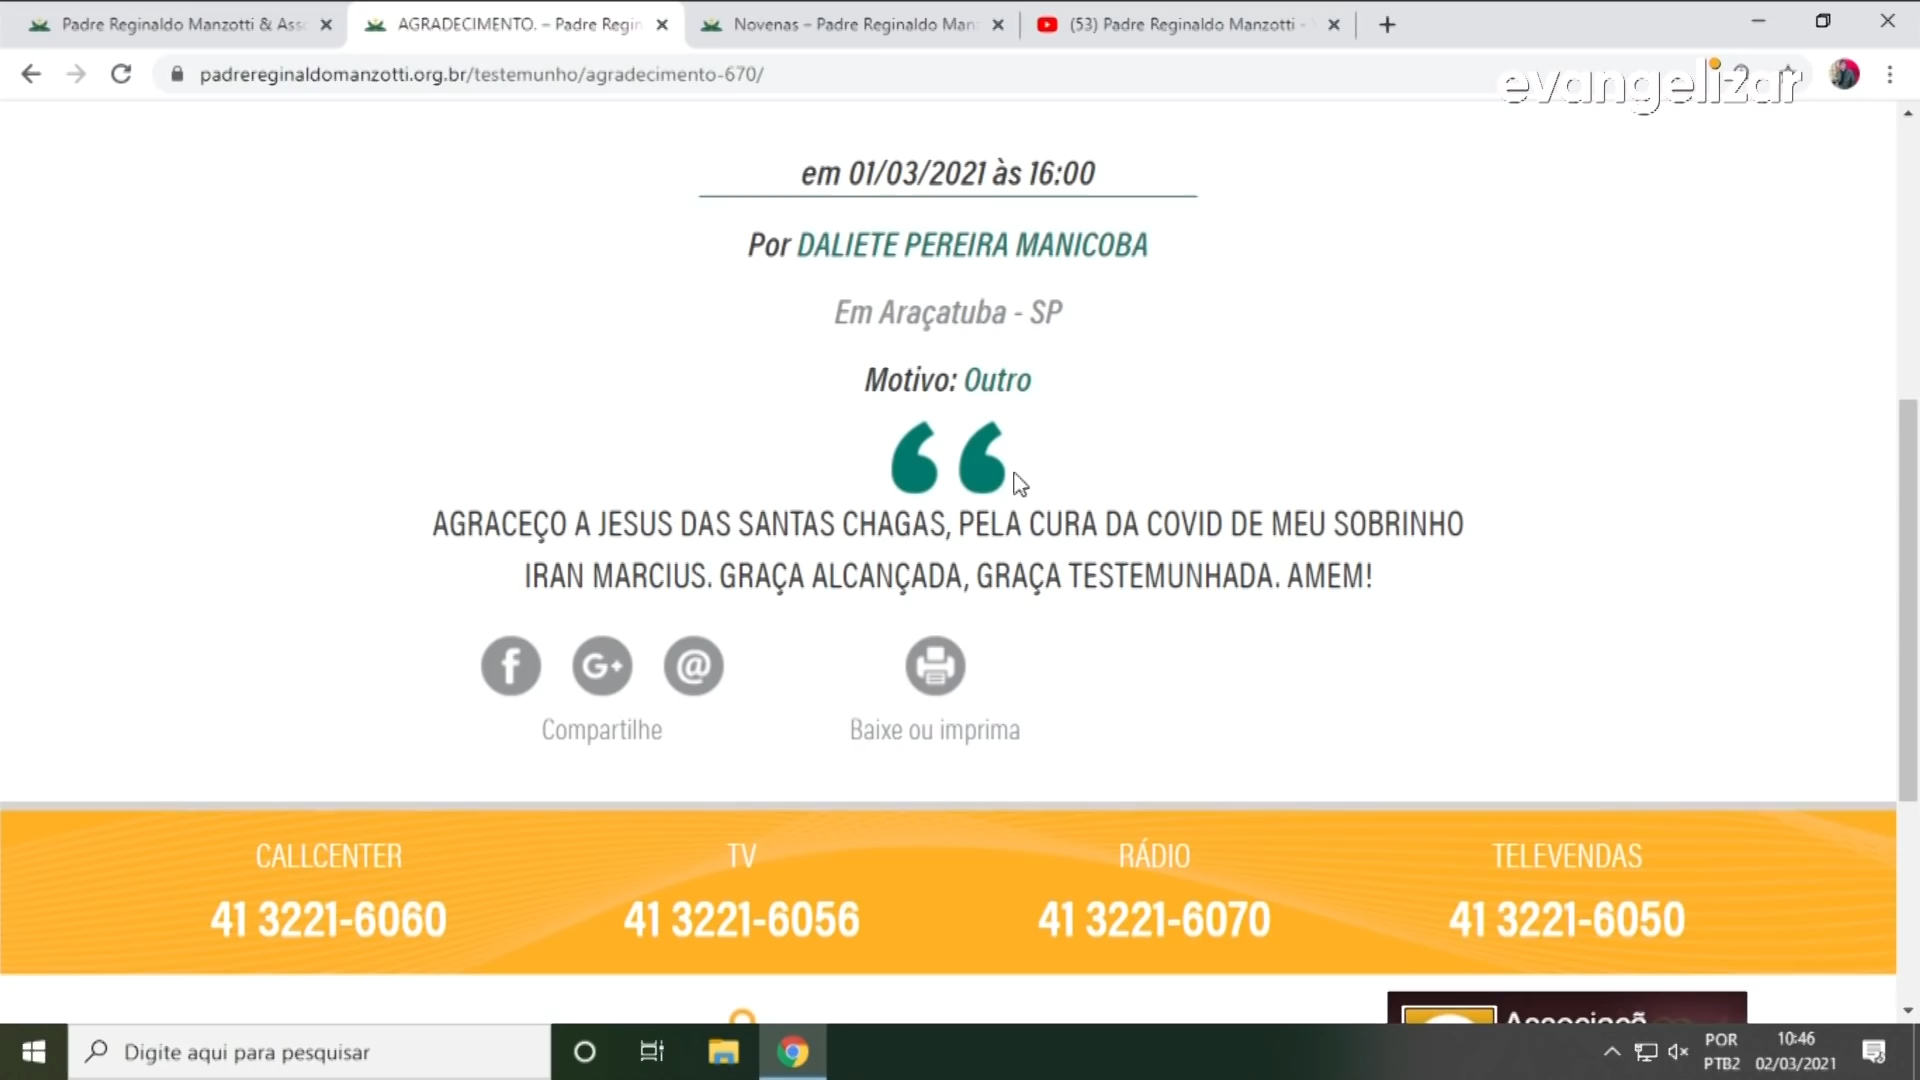 Padre Reginaldo Manzotti & Ass
AGRADECIMENTO. – Padre Regin
Novenas – Padre Reginaldo Man
(53) Padre Reginaldo Manzotti -
padrereginaldomanzotti.org.br/testemunho/agradecimento-670/
evangelizar
em 01/03/2021 às 16:00
Por DALIETE PEREIRA MANICOBA
Em Araçatuba - SP
Motivo: Outro
AGRACEÇO A JESUS DAS SANTAS CHAGAS, PELA CURA DA COVID DE MEU SOBRINHO
IRAN MARCIUS. GRAÇA ALCANÇADA, GRAÇA TESTEMUNHADA. AMEM!
Compartilhe
Baixe ou imprima
CALLCENTER
41 3221-6060
TV
41 3221-6056
RÁDIO
41 3221-6070
TELEVENDAS
41 3221-6050
Digite aqui para pesquisar
POR
PTB2
10:46
02/03/2021